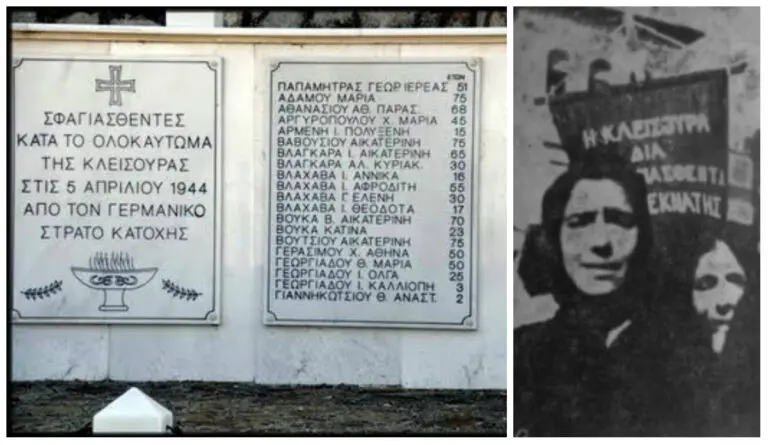 ΣΦΑΓΙΑΣΘΕΝΤΕΣ
ΚΑΤΑ ΤΟ ΟΛΟΚΑΥΤΩΜΑ
ΤΗΣ ΚΛΕΙΣΟΥΡΑΣ
ΣΤΙΣ 5 ΑΠΡΙΛΙΟΥ 1944
ΑΠΟ ΤΟΝ ΓΕΡΜΑΝΙΚΟ
ΣΤΡΑΤΟ ΚΑΤΟΧΗΣ
ΕΤΩΝ
ΠΑΠΑΜΗΤΡΑΣ ΓΕΩΡ ΙΕΡΕΑΣ 51
ΑΔΑΜΟΥ ΜΑΡΙΑ 75
ΑΘΑΝΑΣΙΟΥ ΑΘ. ΠΑΡΑΣ. 68
ΑΡΓΥΡΟΠΟΥΛΟΥ Χ. ΜΑΡΙΑ 45
ΑΡΜΕΝΗ Ι. ΠΟΛΥΞΕΝΗ 15
ΒΑΒΟΥΣΙΟΥ ΑΙΚΑΤΕΡΙΝΗ 75
ΒΛΑΓΚΑΡΑ Ι. ΑΙΚΑΤΕΡΙΝΗ 65
ΒΛΑΓΚΑΡΑ ΑΛ. ΚΥΡΙΑΚ. 30
ΒΛΑΧΑΒΑ Ι. ΑΝΝΙΚΑ 16
ΒΛΑΧΑΒΑ Ι. ΑΦΡΟΔΙΤΗ 55
ΒΛΑΧΑΒΑ Γ. ΕΛΕΝΗ 30
ΒΛΑΧΑΒΑ Ι. ΘΕΟΔΟΤΑ 17
ΒΟΥΚΑ Β. ΑΙΚΑΤΕΡΙΝΗ 70
ΒΟΥΚΑ ΚΑΤΙΝΑ 23
ΒΟΥΤΣΙΟΥ ΑΙΚΑΤΕΡΙΝΗ 75
ΓΕΡΑΣΙΜΟΥ Χ. ΑΘΗΝΑ 50
ΓΕΩΡΓΙΑΔΟΥ Θ. ΜΑΡΙΑ 50
ΓΕΩΡΓΙΑΔΟΥ Ι. ΟΛΓΑ 25
ΓΕΩΡΓΙΑΔΟΥ Ι. ΚΑΛΛΙΟΠΗ 3
ΓΙΑΝΝΗΚΩΤΣΙΟΥ Θ. ΑΝΑΣΤ. 2
Η ΚΛΕΙΣΟΥΡΑ
ΔΙΑ